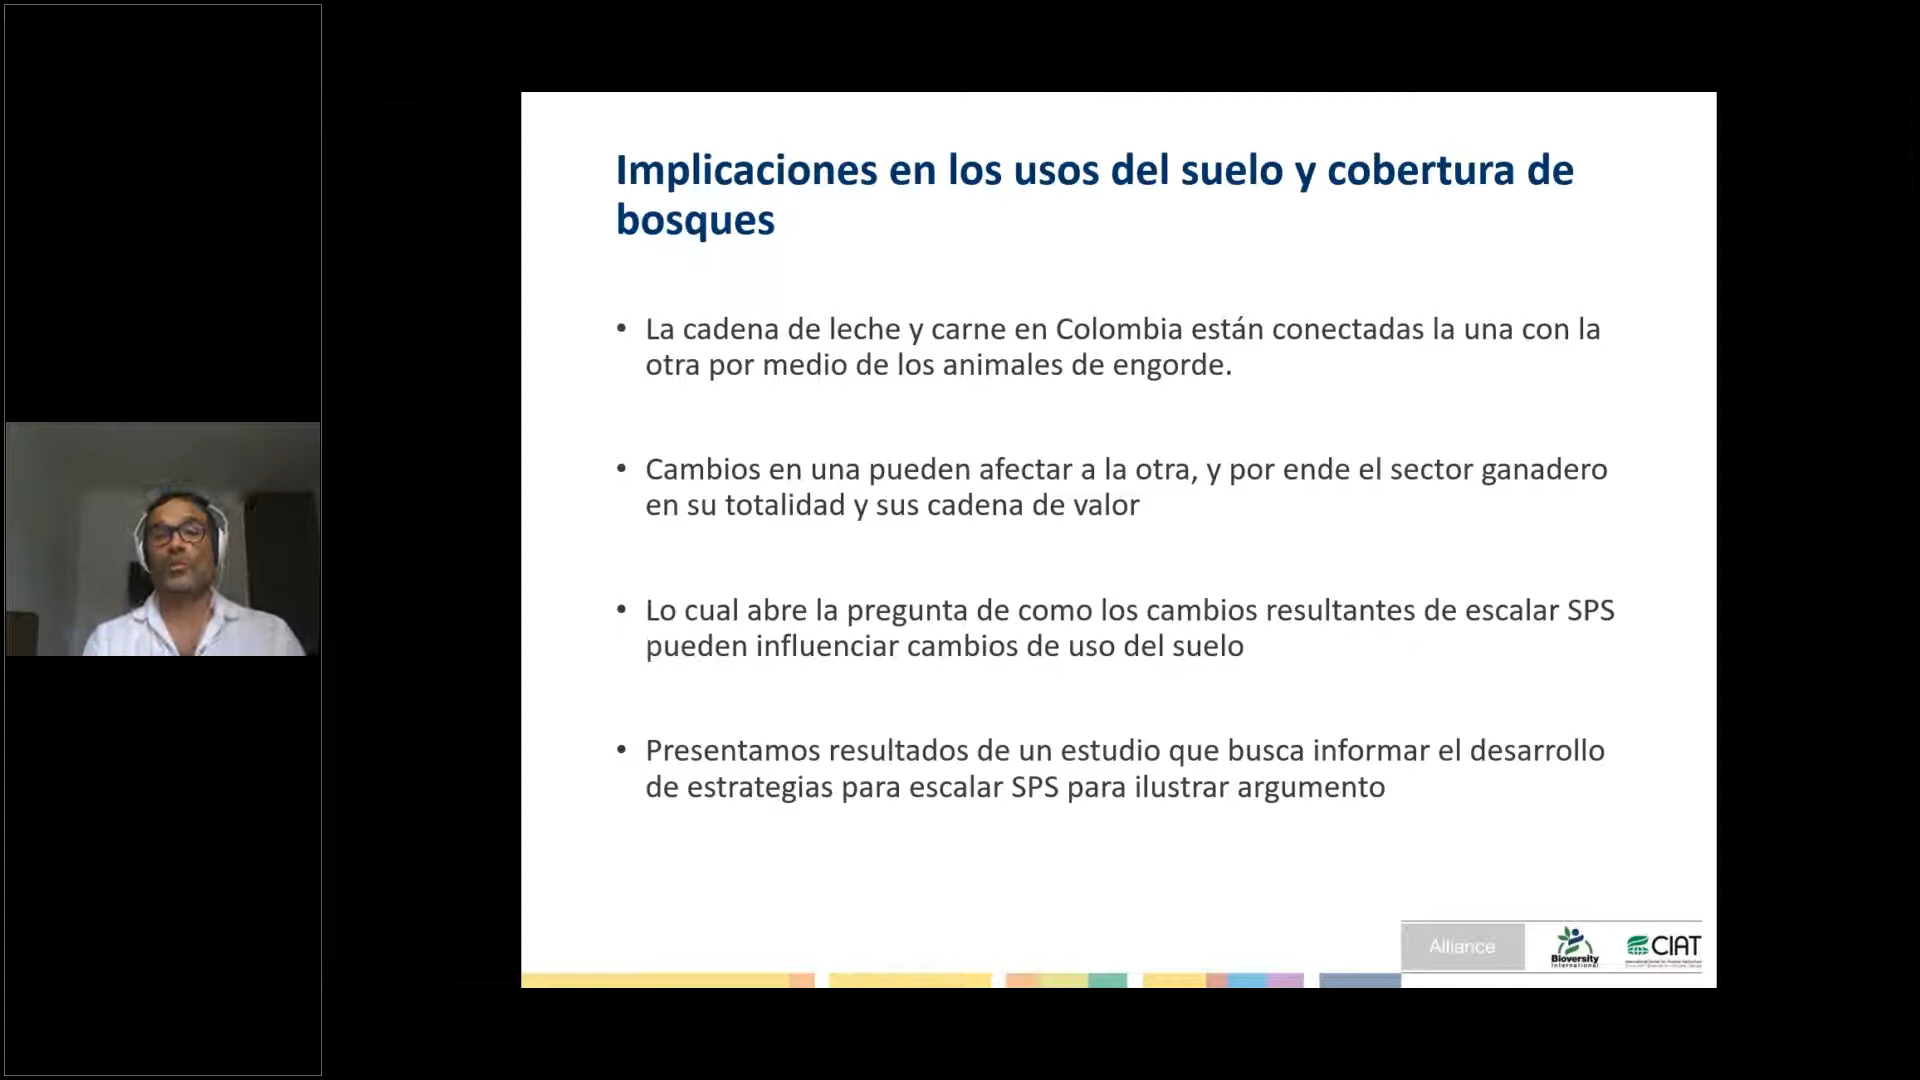 Implicaciones en los usos del suelo y cobertura de
bosques
• La cadena de leche y carne en Colombia están conectadas la una con la
otra por medio de los animales de engorde.
• Cambios en una pueden afectar a la otra, y por ende el sector ganadero
en su totalidad y sus cadena de valor
• Lo cual abre la pregunta de como los cambios resultantes de escalar SPS
pueden influenciar cambios de uso del suelo
• Presentamos resultados de un estudio que busca informar el desarrollo
de estrategias para escalar SPS para ilustrar argumento
Alliance
Bioversity
International
CIAT